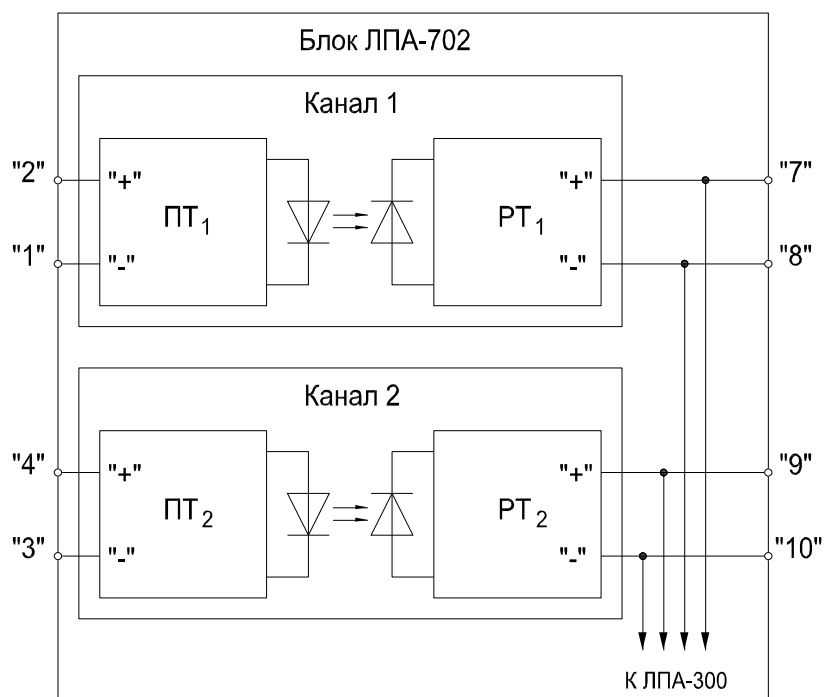 Блок ЛПА-702
Канал 1
"2" "+" "+" "7"
ПТ1 РТ1
"1" "-" "-" "8"
Канал 2
"4" "+" "+" "9"
ПТ2 РТ2
"3" "-" "-" "10"
К ЛПА-300